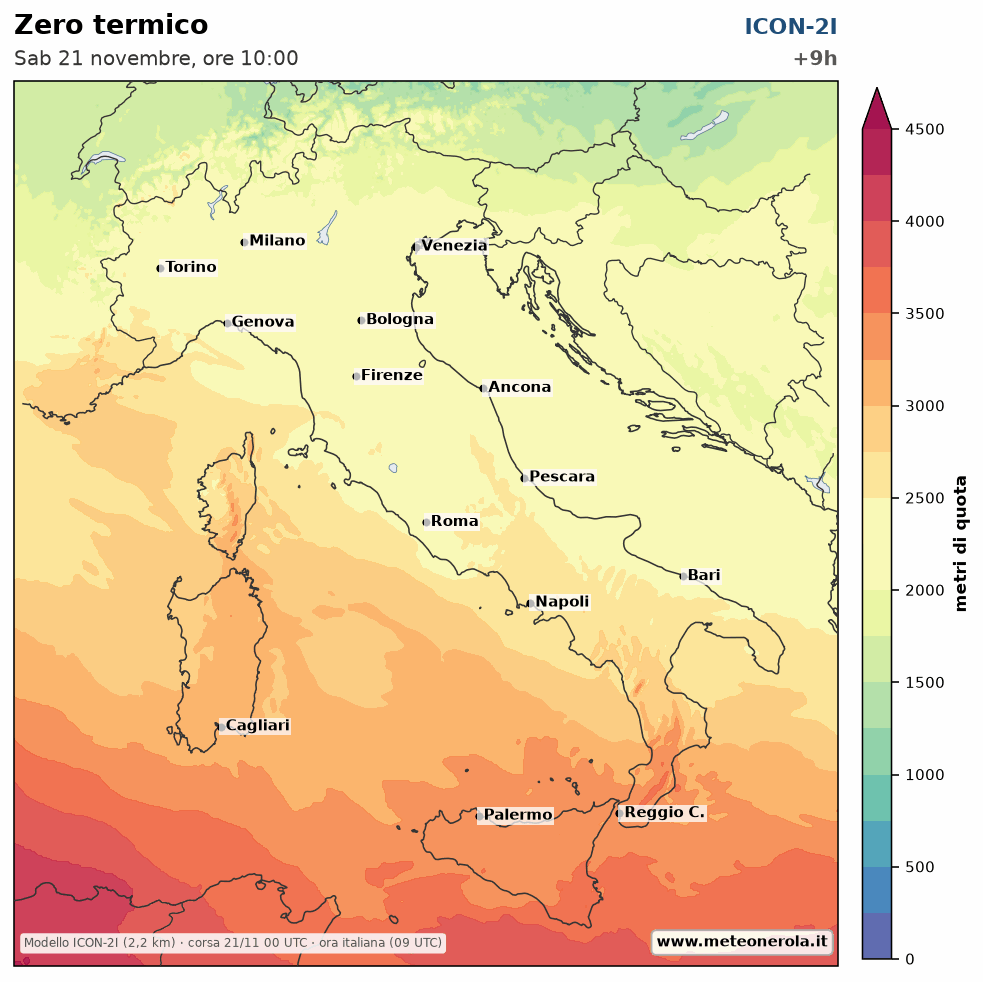 Zero termico
ICON-2I
Sab 21 novembre, ore 10:00
+9h
Milano
Venezia
Torino
Genova
Bologna
Firenze
Ancona
Pescara
Roma
Bari
Napoli
Cagliari
Palermo
Reggio C.
4500
4000
3500
3000
2500
2000
1500
1000
500
0
metri di quota
Modello ICON-2I (2,2 km) · corsa 21/11 00 UTC · ora italiana (09 UTC)
www.meteonerola.it